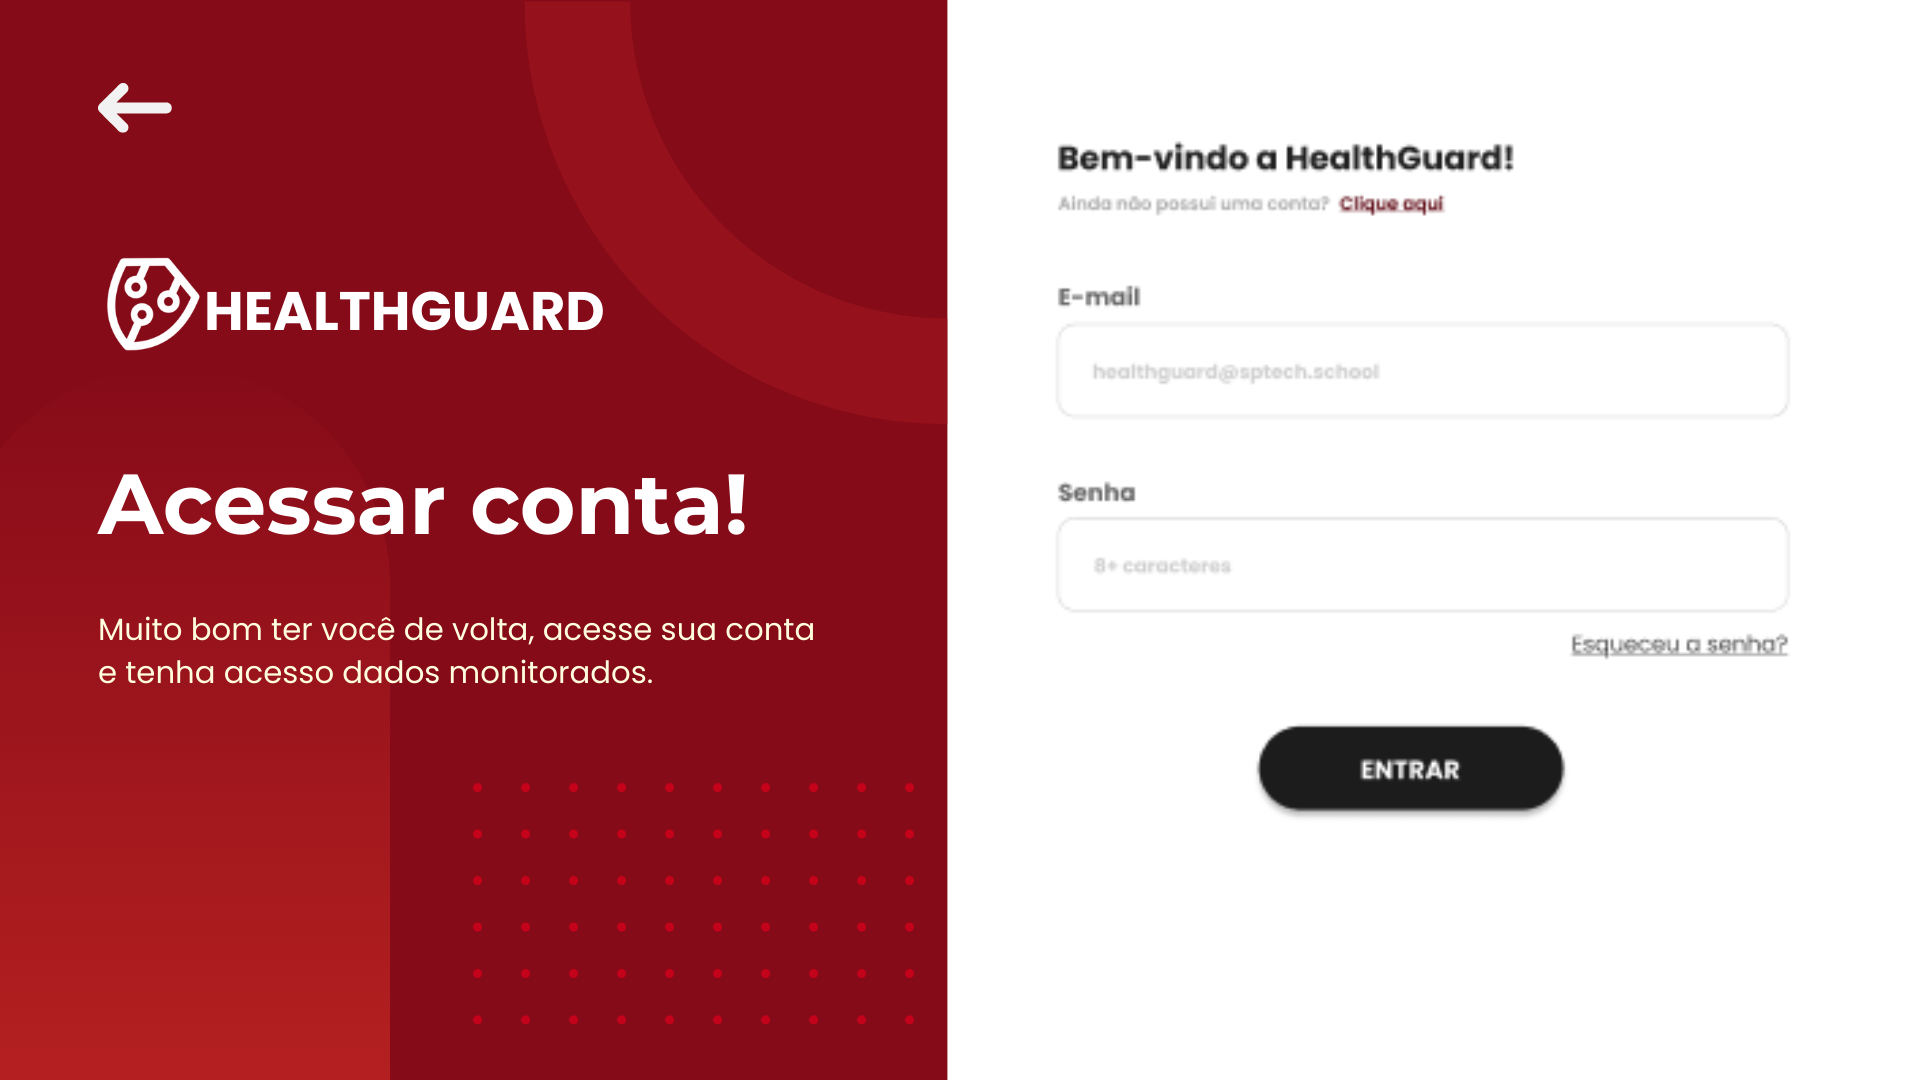 HEALTHGUARD
Acessar conta!
Muito bom ter você de volta, acesse sua conta
e tenha acesso dados monitorados.
Bem-vindo a HealthGuard!
Ainda não possui uma conta? Clique aqui
E-mail
healthguard@sptech.school
Senha
8+ caracteres
Esqueceu a senha?
ENTRAR